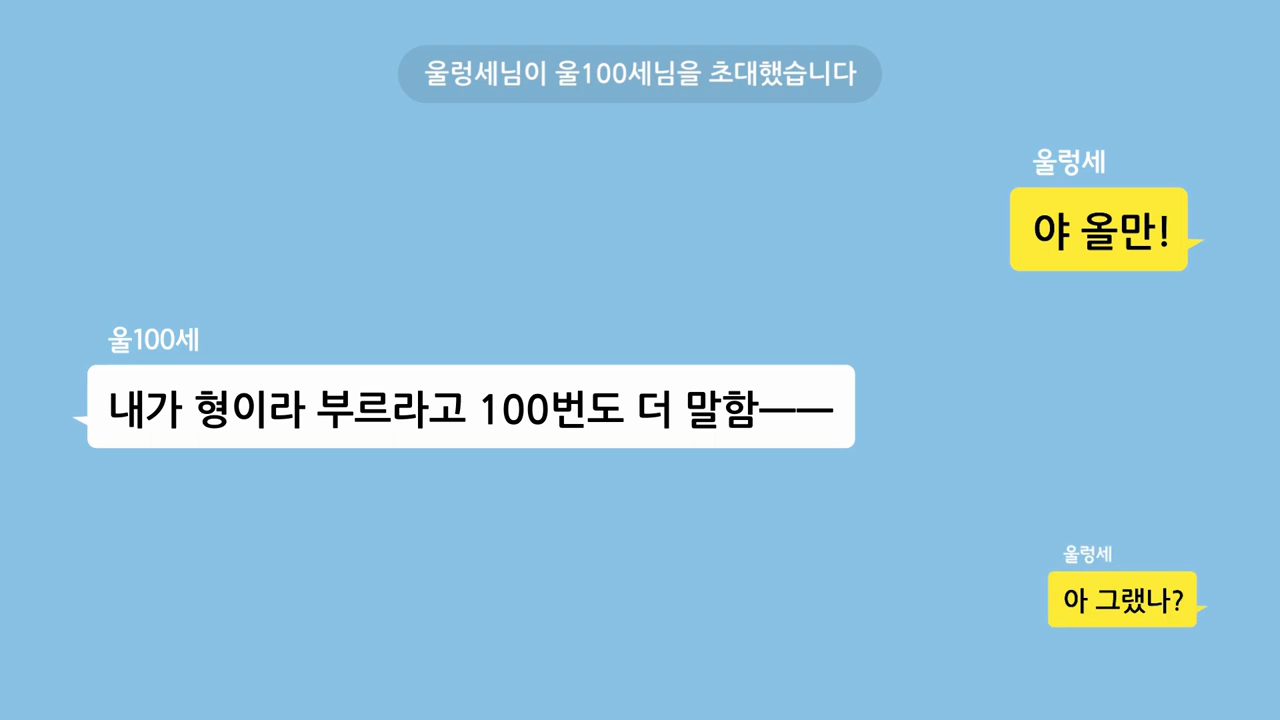 울렁세님이 울100세님을 초대했습니다
울렁세
야 올만!
울100세
내가 형이라 부르라고 100번도 더 말함——
울렁세
아 그랬나?